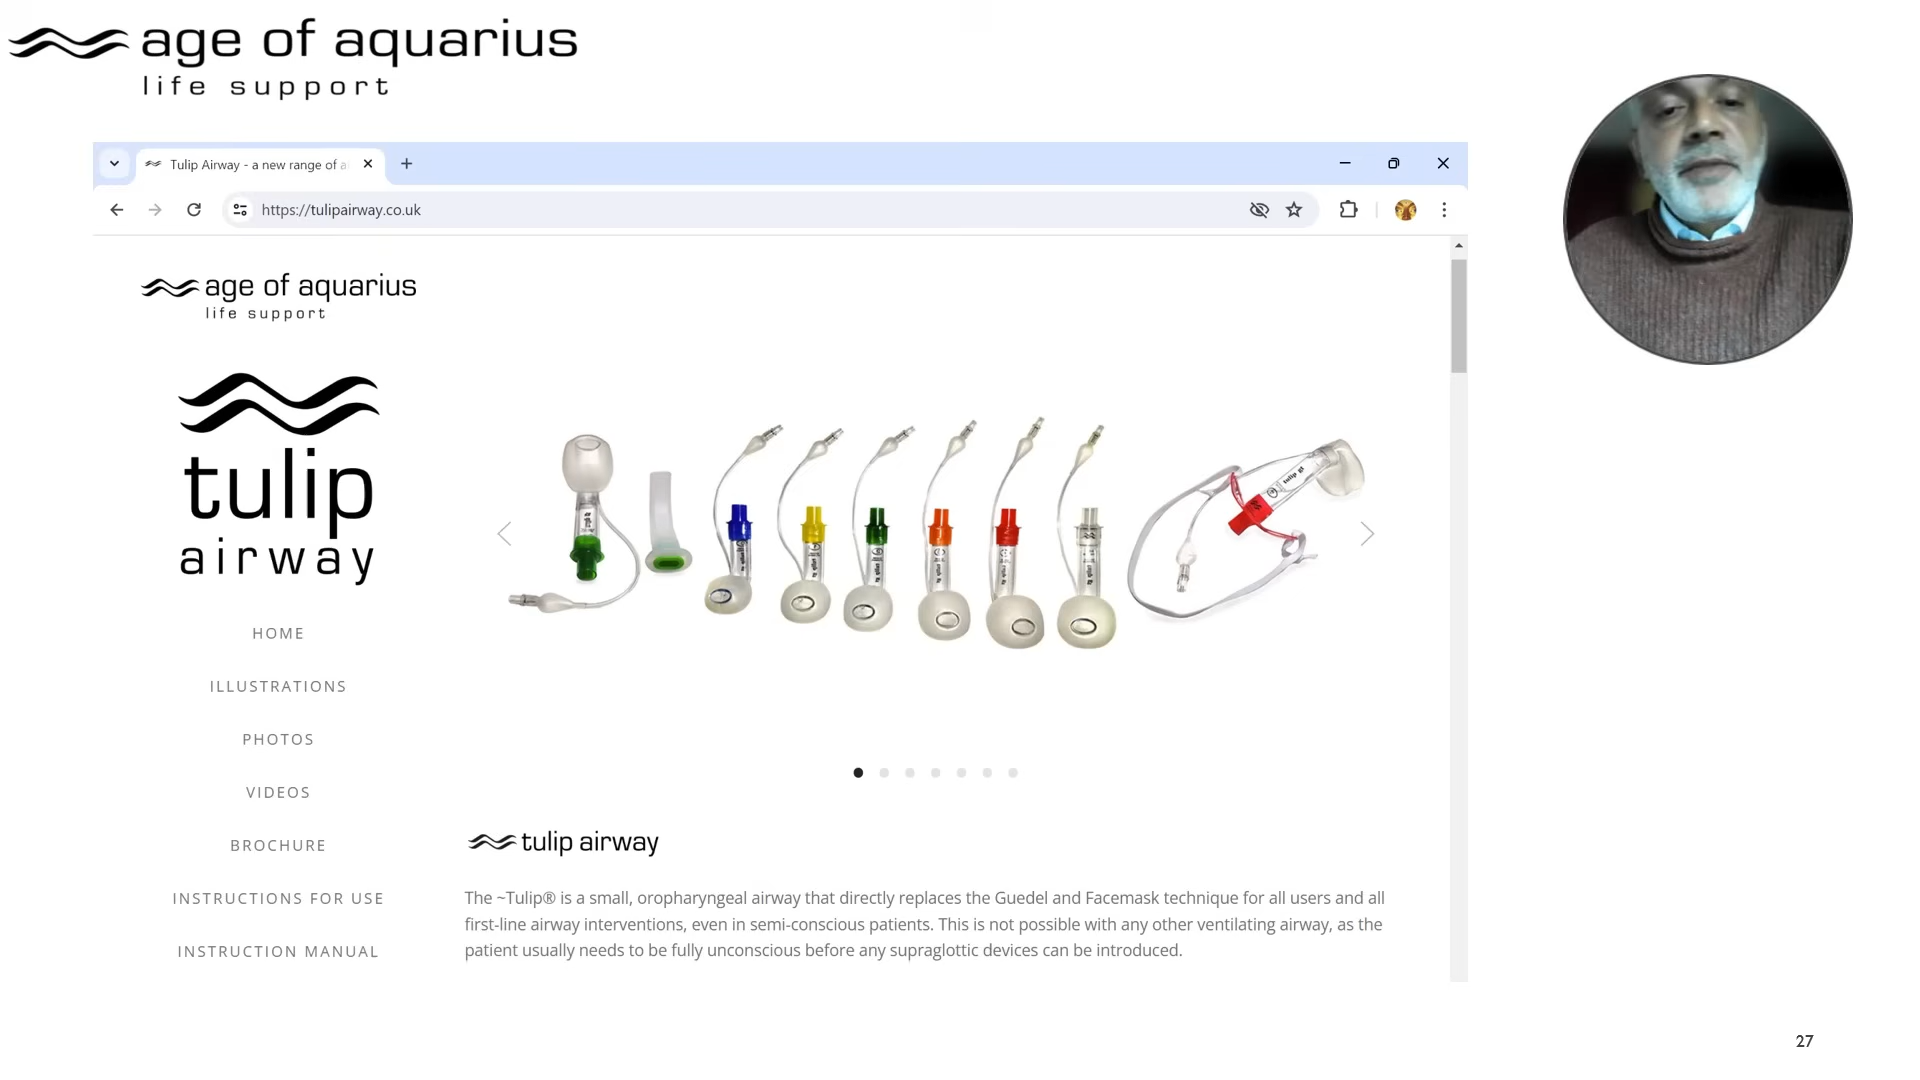 age of aquarius
life support
Tulip Airway - a new range of a
https://tulipairway.co.uk
age of aquarius
life support
tulip
airway
HOME
ILLUSTRATIONS
PHOTOS
VIDEOS
BROCHURE
INSTRUCTIONS FOR USE
INSTRUCTION MANUAL
tulip gt
tulip airway
The ~Tulip® is a small, oropharyngeal airway that directly replaces the Guedel and Facemask technique for all users and all
first-line airway interventions, even in semi-conscious patients. This is not possible with any other ventilating airway, as the
patient usually needs to be fully unconscious before any supraglottic devices can be introduced.
27